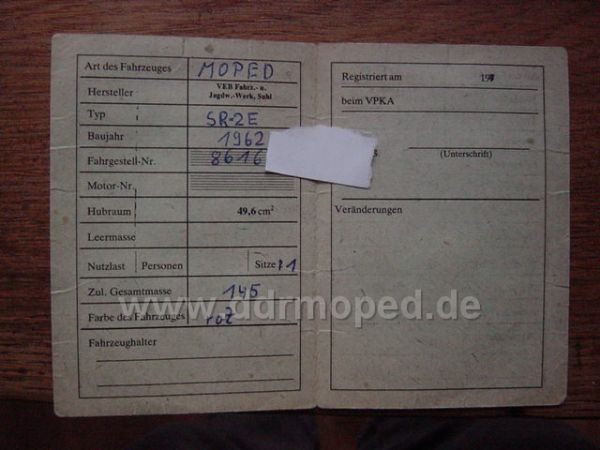 Art des Fahrzeuges MOPED
Hersteller VEB Fahrz.- u.
Jagdw.-Werk, Suhl
Typ SR-2E
Baujahr 1962
Fahrgestell-Nr. 8616
Motor-Nr.
Hubraum 49,6 cm²
Leermasse
Nutzlast Personen Sitze 1
Zul. Gesamtmasse 145
Farbe des Fahrzeuges rot
Fahrzeughalter
Registriert am 19
beim VPKA
(Unterschrift)
Veränderungen
www.ddrmoped.de